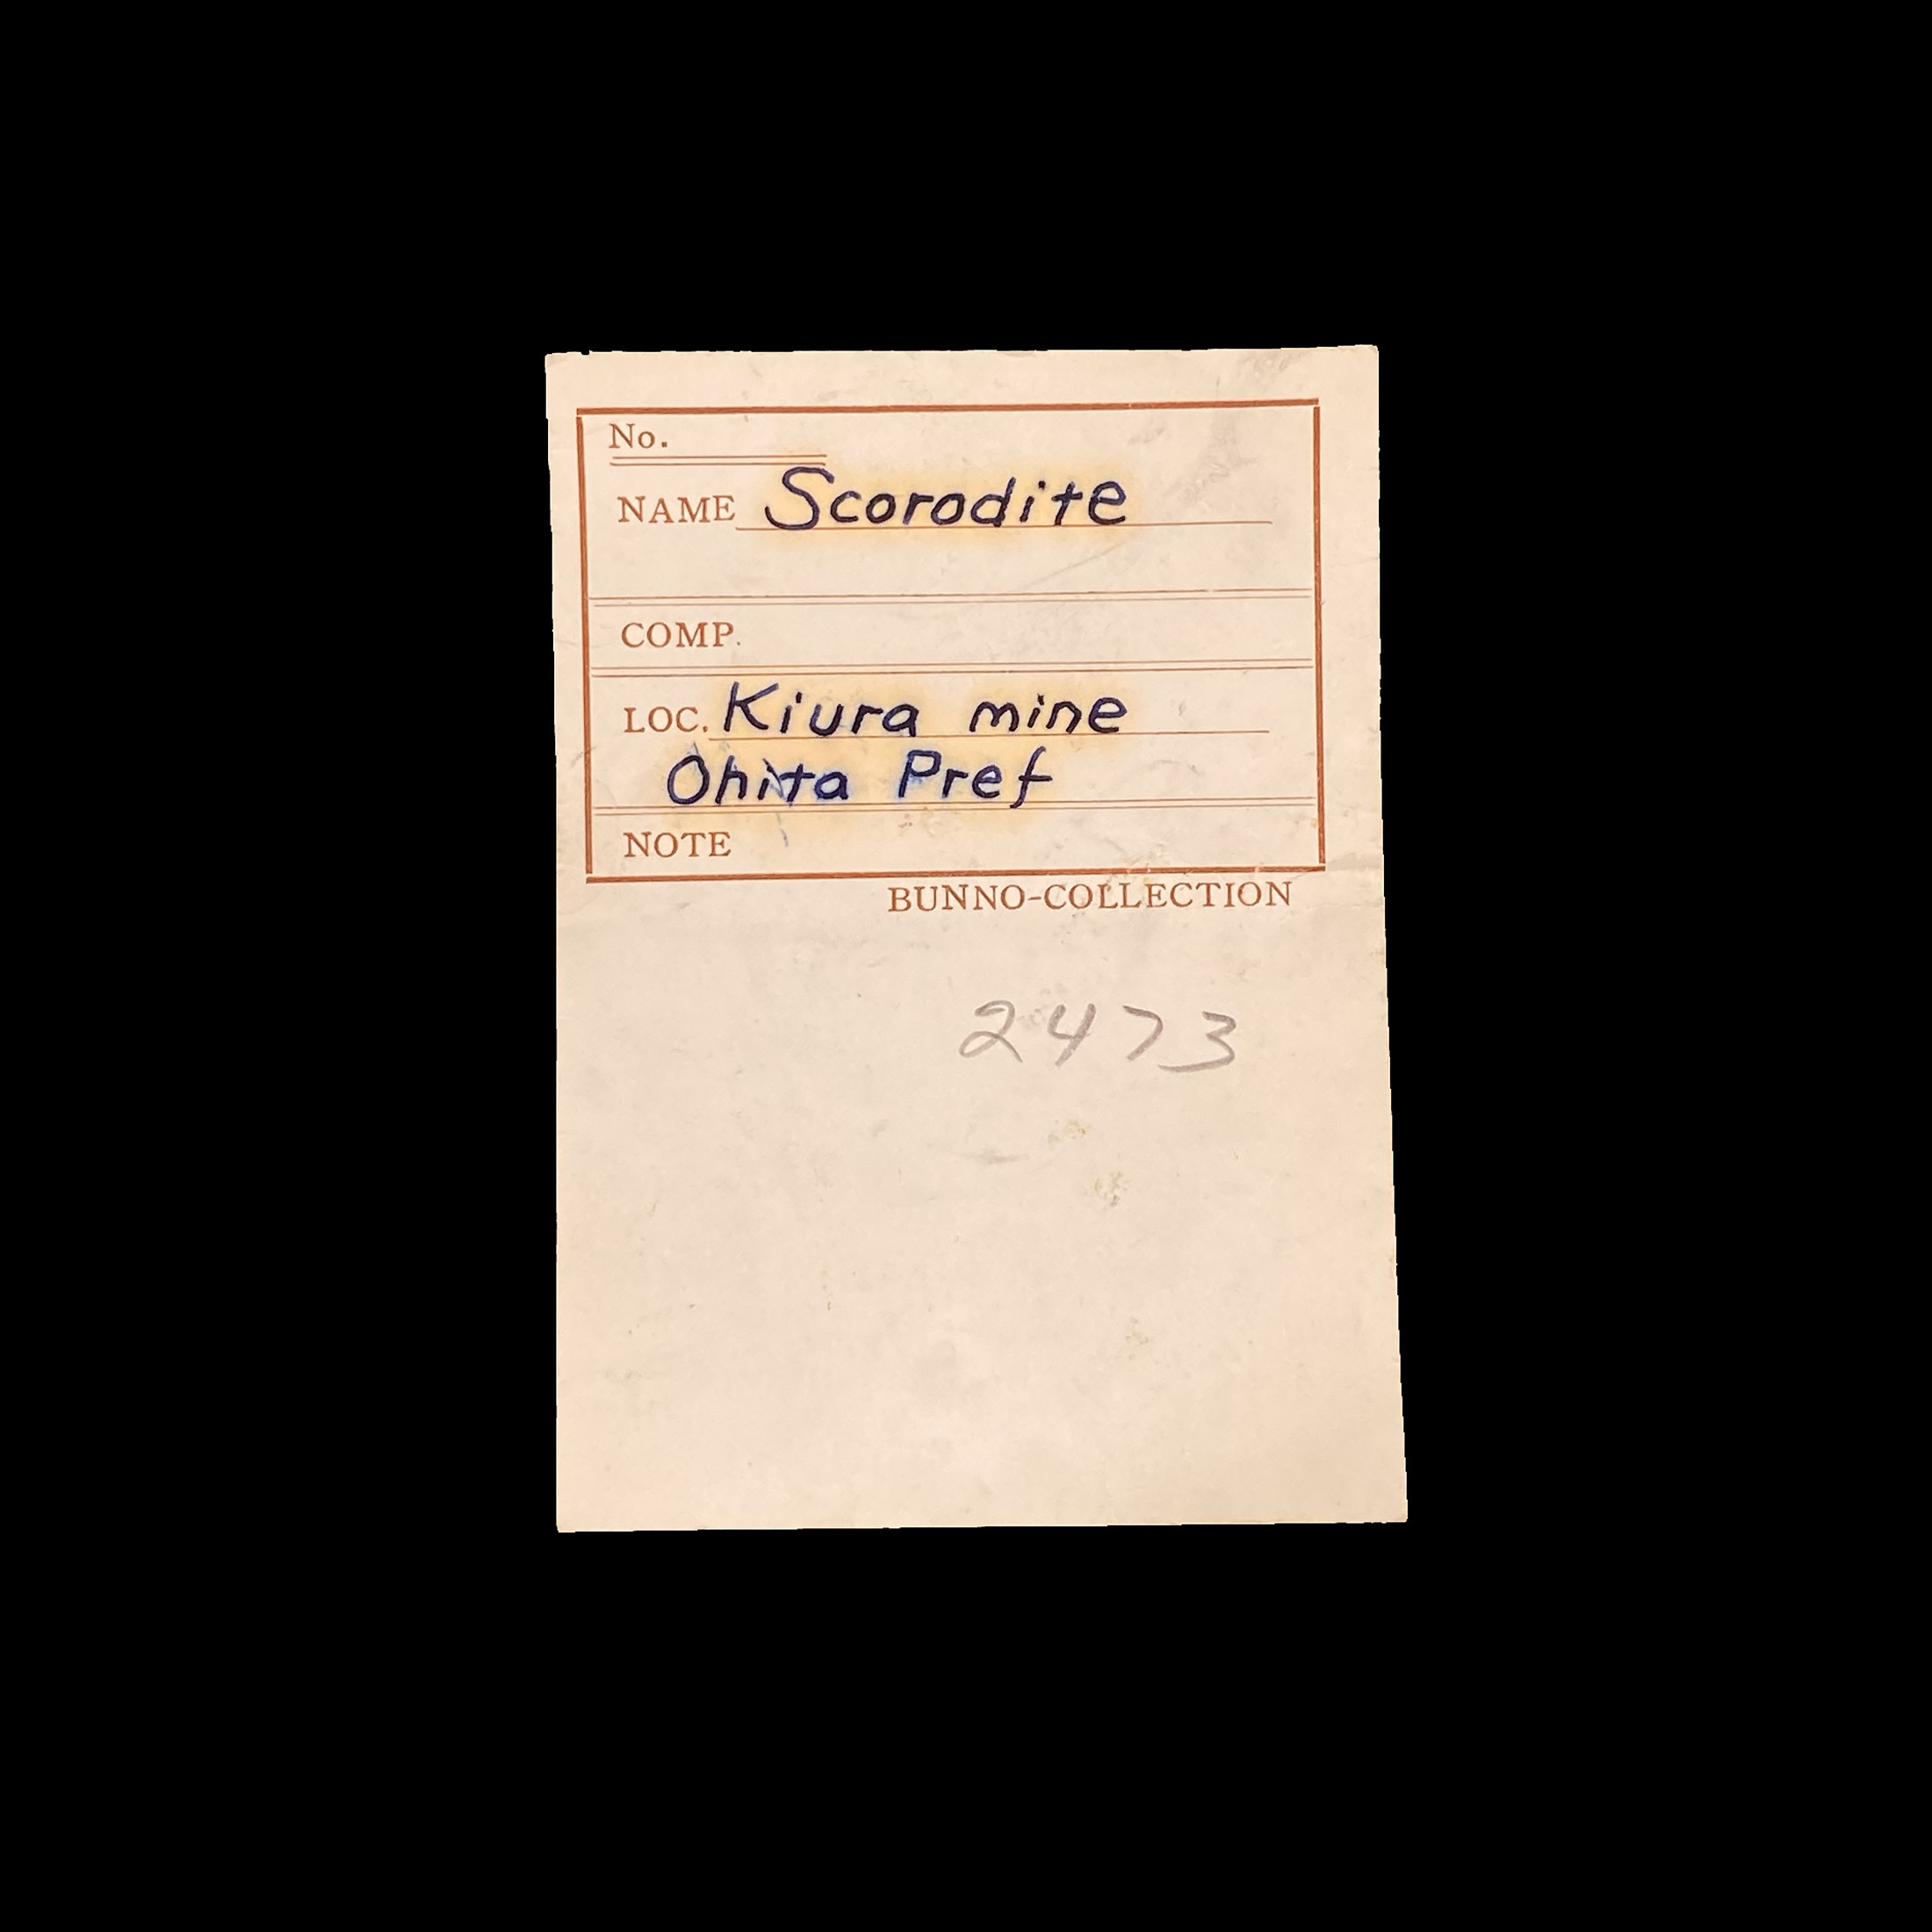 No.
NAME Scorodite
COMP.
LOC. Kiura mine
Ohita Pref
NOTE
BUNNO-COLLECTION
2473